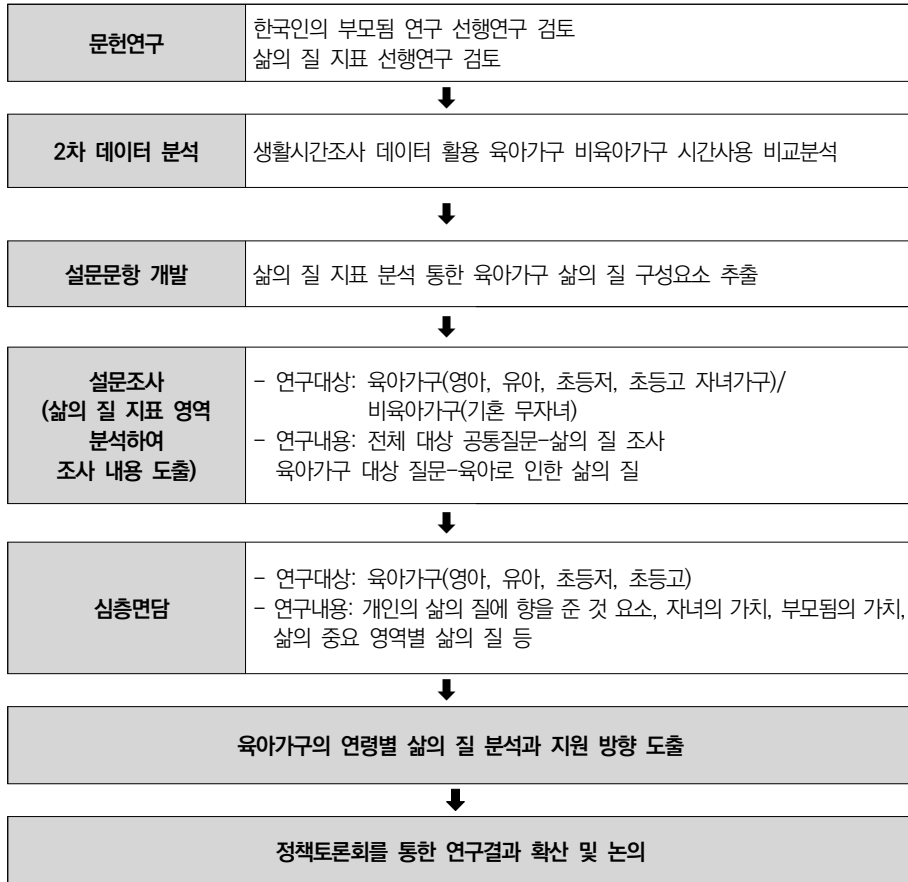 문헌연구
한국인의 부모됨 연구 선행연구 검토
삶의 질 지표 선행연구 검토
2차 데이터 분석
생활시간조사 데이터 활용 육아가구 비육아가구 시간사용 비교분석
설문문항 개발
삶의 질 지표 분석 통한 육아가구 삶의 질 구성요소 추출
설문조사
(삶의 질 지표 영역
분석하여
조사 내용 도출)
- 연구대상: 육아가구(영아, 유아, 초등저, 초등고 자녀가구)/
비육아가구(기혼 무자녀)
- 연구내용: 전체 대상 공통질문-삶의 질 조사
육아가구 대상 질문-육아로 인한 삶의 질
심층면담
- 연구대상: 육아가구(영아, 유아, 초등저, 초등고)
- 연구내용: 개인의 삶의 질에 향을 준 것 요소, 자녀의 가치, 부모됨의 가치,
삶의 중요 영역별 삶의 질 등
육아가구의 연령별 삶의 질 분석과 지원 방향 도출
정책토론회를 통한 연구결과 확산 및 논의